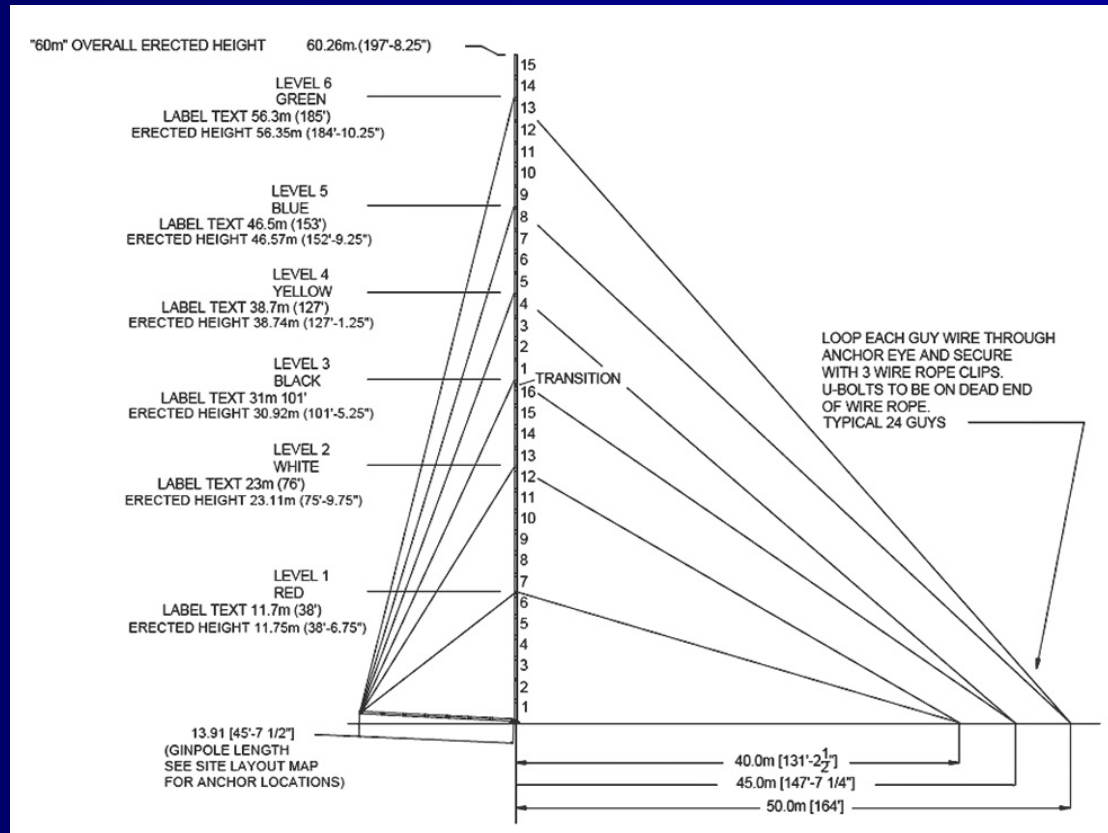 "60m" OVERALL ERECTED HEIGHT 60.26m.(197'-8.25")
LEVEL 6
GREEN
LABEL TEXT 56.3m (185')
ERECTED HEIGHT 56.35m (184'-10.25")
LEVEL 5
BLUE
LABEL TEXT 46.5m (153')
ERECTED HEIGHT 46.57m (152'-9.25")
LEVEL 4
YELLOW
LABEL TEXT 38.7m (127')
ERECTED HEIGHT 38.74m (127'-1.25")
LEVEL 3
BLACK
LABEL TEXT 31m 101'
ERECTED HEIGHT 30.92m (101'-5.25")
LEVEL 2
WHITE
LABEL TEXT 23m (76')
ERECTED HEIGHT 23.11m (75'-9.75")
LEVEL 1
RED
LABEL TEXT 11.7m (38')
ERECTED HEIGHT 11.75m (38'-6.75")
13.91 [45'-7 1/2"]
(GINPOLE LENGTH
SEE SITE LAYOUT MAP
FOR ANCHOR LOCATIONS)
15
14
13
12
11
10
9
8
7
6
5
4
3
2
1
TRANSITION
16
15
14
13
12
11
10
9
8
7
6
5
4
3
2
1
LOOP EACH GUY WIRE THROUGH
ANCHOR EYE AND SECURE
WITH 3 WIRE ROPE CLIPS.
U-BOLTS TO BE ON DEAD END
OF WIRE ROPE.
TYPICAL 24 GUYS
40.0m [131'-2 1/2"]
45.0m [147'-7 1/4"]
50.0m [164']